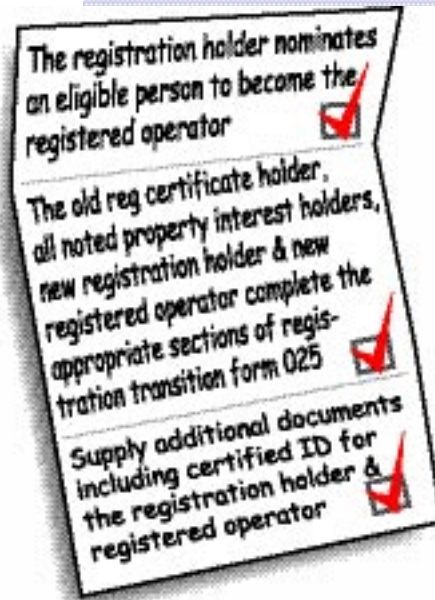 The registration holder nominates
an eligible person to become the
registered operator
The old reg certificate holder,
all noted property interest holders,
new registration holder & new
registered operator complete the
appropriate sections of regis-
tration transition form 025
Supply additional documents
including certified ID for
the registration holder &
registered operator